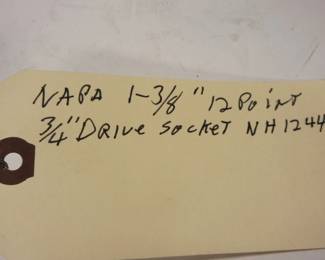 NAPA 1-3/8" 12 Point
3/4" Drive Socket NH1244